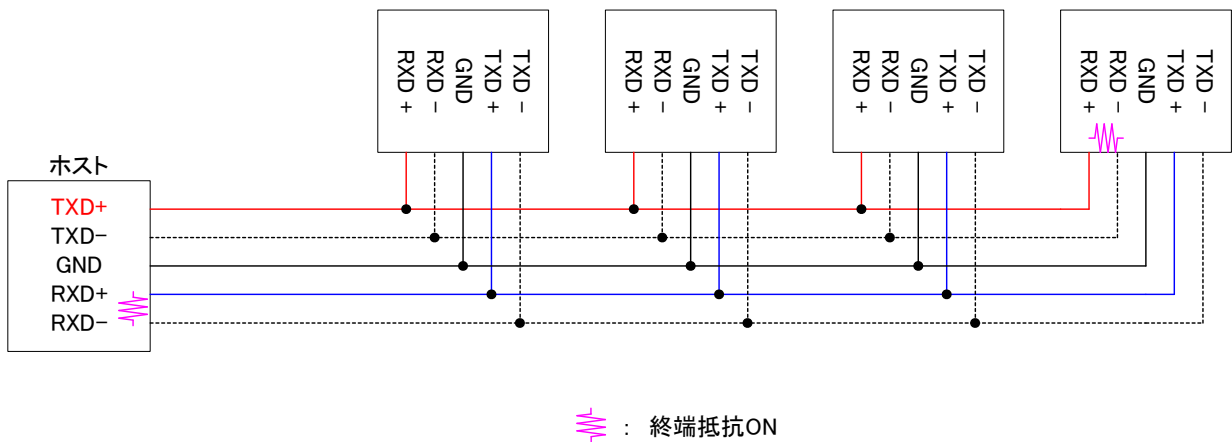 RXD +
RXD -
GND
TXD +
TXD -
RXD +
RXD -
GND
TXD +
TXD -
RXD +
RXD -
GND
TXD +
TXD -
RXD +
RXD -
GND
TXD +
TXD -
ホスト
TXD+
TXD-
GND
RXD+
RXD-
: 終端抵抗ON